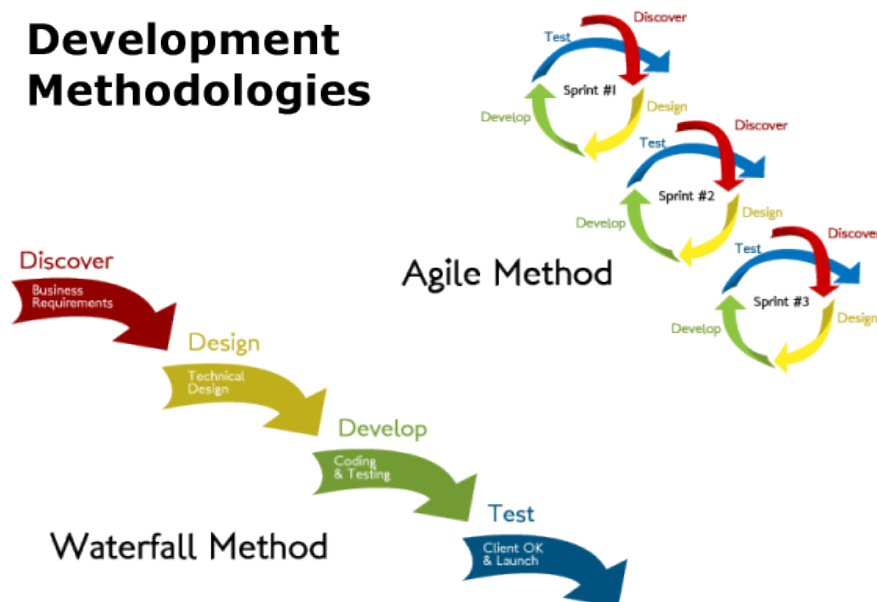 Development
Methodologies
Discover
Test
Sprint #1
Develop
Design
Discover
Test
Sprint #2
Develop
Design
Discover
Test
Sprint #3
Develop
Design
Agile Method
Discover
Business
Requirements
Design
Technical
Design
Develop
Coding
& Testing
Test
Client OK
& Launch
Waterfall Method